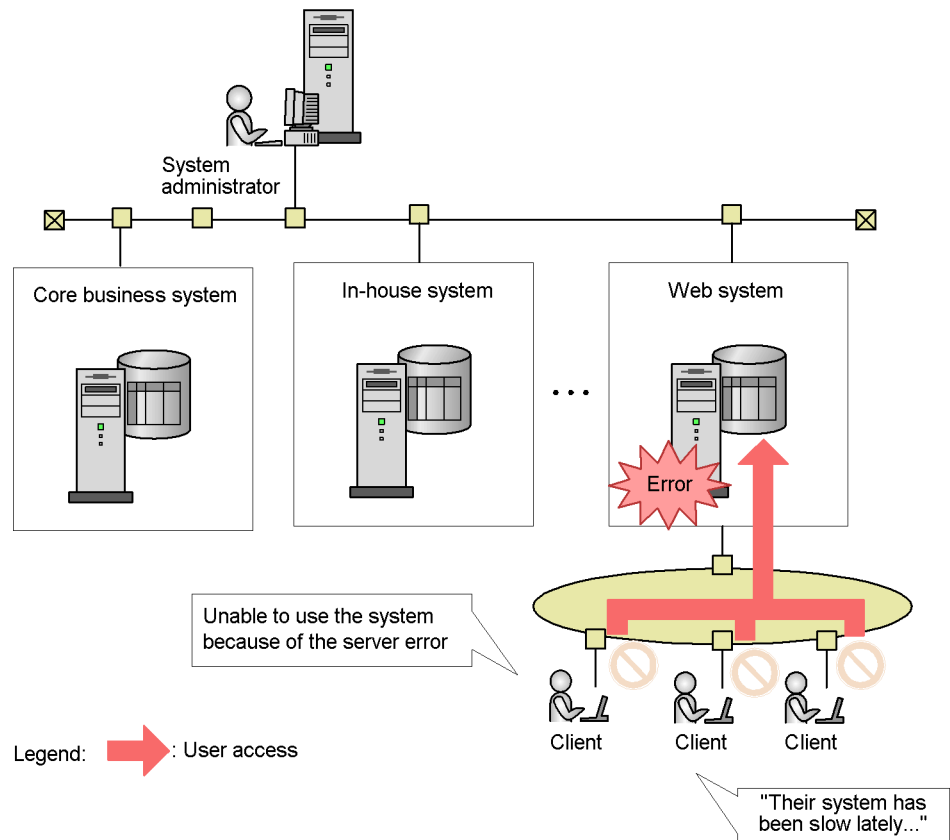 System
administrator
Core business system
In-house system
Web system
...
Error
Unable to use the system
because of the server error
Client
Client
Client
Legend:
: User access
"Their system has
been slow lately..."